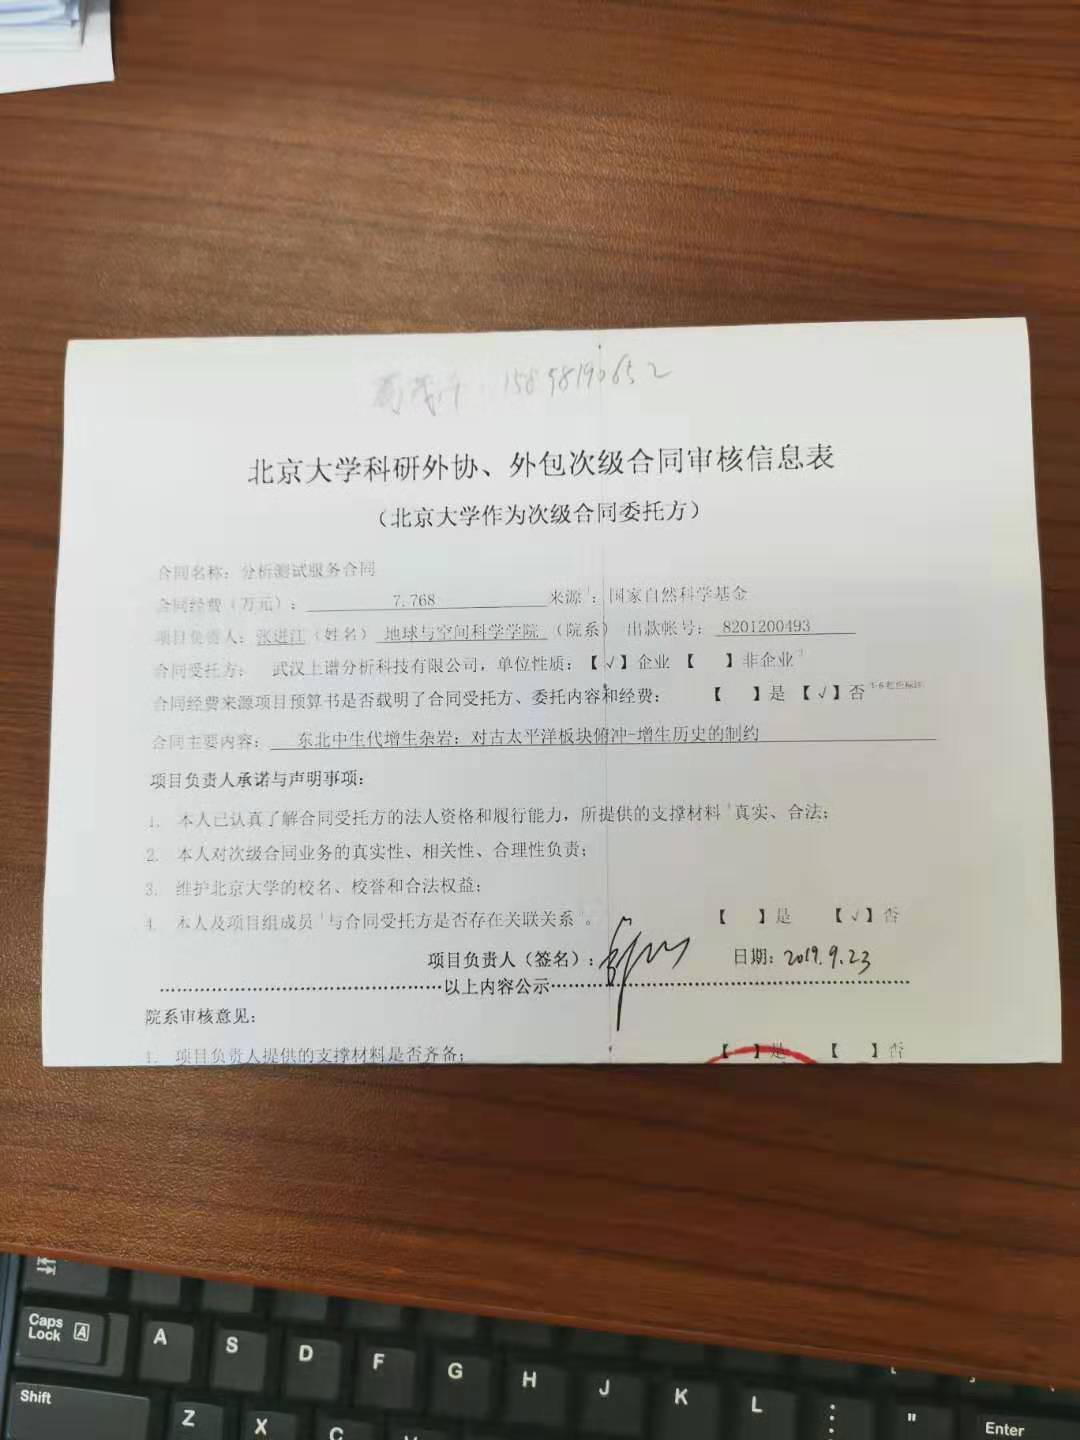 15898190652
北京大学科研外协、外包次级合同审核信息表
（北京大学作为次级合同委托方）
合同名称：分析测试服务合同
合同经费（万元）：7.768 来源¹：国家自然科学基金
项目负责人：张进江（姓名）地球与空间科学学院（院系）出款帐号：8201200493
合同受托方： 武汉上谱分析科技有限公司，单位性质：【√】企业 【 】非企业²
合同经费来源项目预算书是否载明了合同受托方、委托内容和经费： 【 】是 【√】否
合同主要内容： 东北中生代增生杂岩：对古太平洋板块俯冲-增生历史的制约
项目负责人承诺与声明事项：
1. 本人已认真了解合同受托方的法人资格和履行能力，所提供的支撑材料³真实、合法；
2. 本人对次级合同业务的真实性、相关性、合理性负责；
3. 维护北京大学的校名、校誉和合法权益；
4. 本人及项目组成员⁴与合同受托方是否存在关联关系⁵。 【 】是 【√】否
项目负责人（签名）： 日期：2019.9.23
以上内容公示
院系审核意见：
1. 项目负责人提供的支撑材料是否齐备； 【 】是 【 】否
Caps Lock A
A S D F G H J K L
Shift Z X C
" Enter